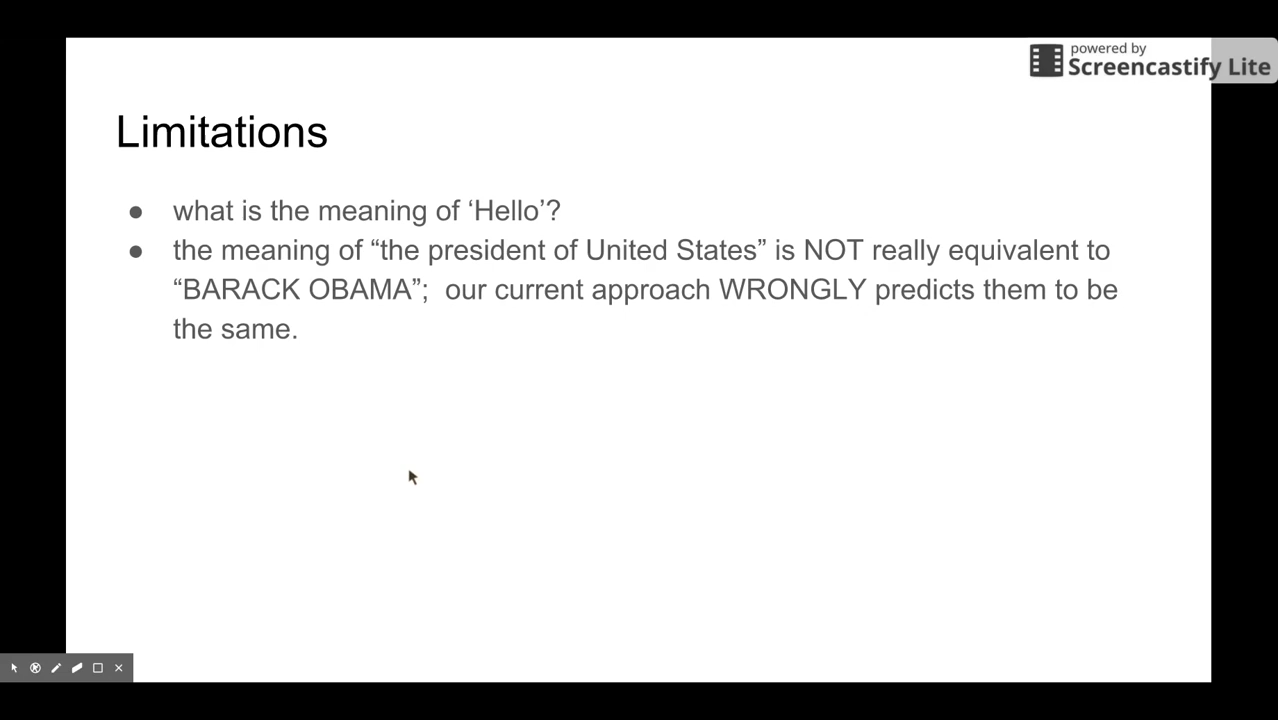 powered by
Screencastify Lite
Limitations
● what is the meaning of ‘Hello’?
● the meaning of “the president of United States” is NOT really equivalent to
“BARACK OBAMA”;  our current approach WRONGLY predicts them to be
the same.